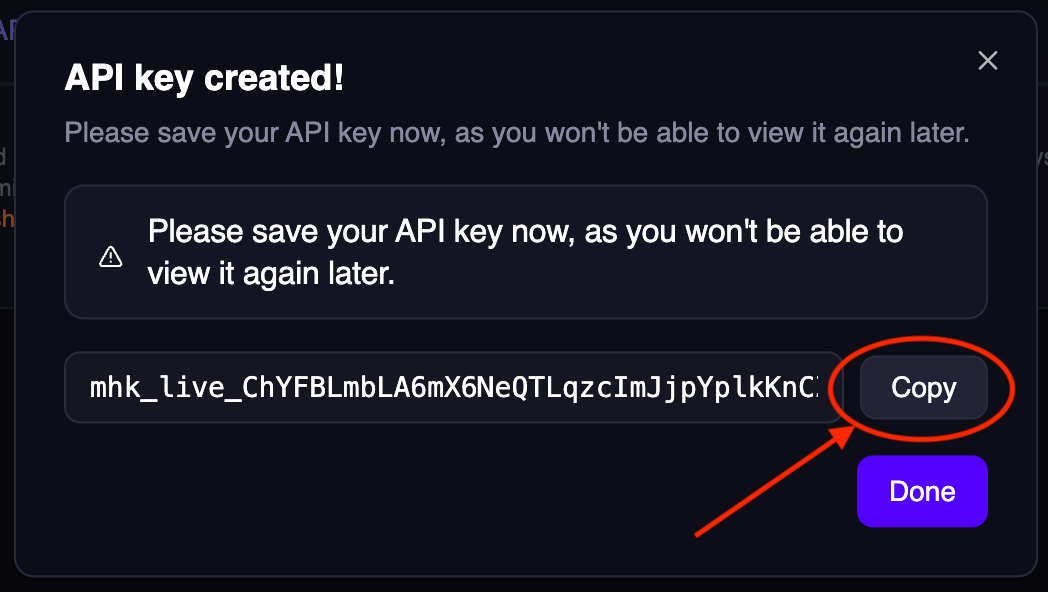 API key created!
Please save your API key now, as you won't be able to view it again later.
Please save your API key now, as you won't be able to
view it again later.
mhk_live_ChYFBLmbLA6mX6NeQTLqzcImJjpYplkKnC
Copy
Done